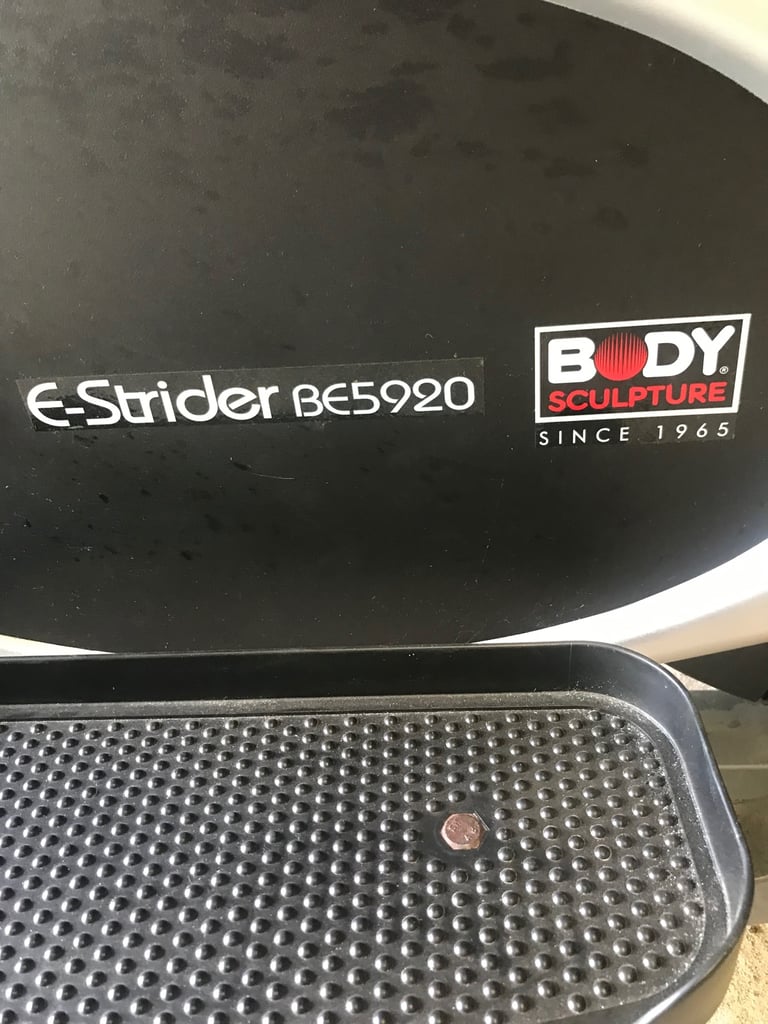 E-Strider BE5920
BODY®
SCULPTURE
SINCE 1965